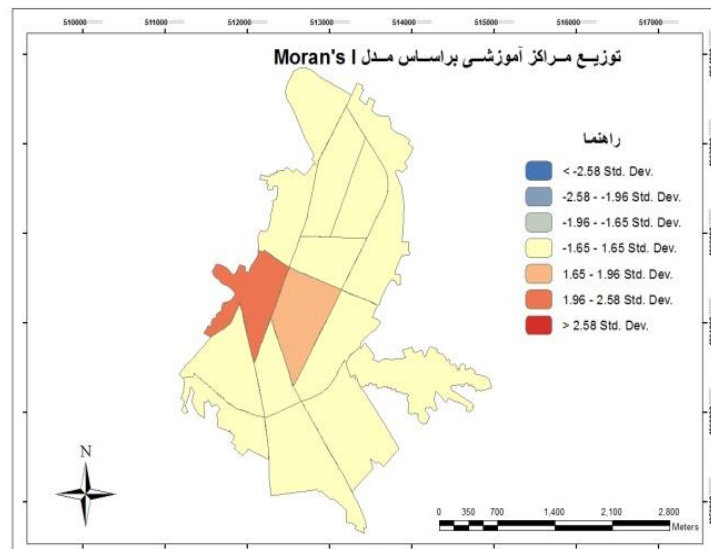 510000 511000 512000 513000 514000 515000 516000 517000
توزیع مراکز آموزشی براساس مدل Moran's I
راهنما
< -2.58 Std. Dev.
-2.58 - -1.96 Std. Dev.
-1.96 - -1.65 Std. Dev.
-1.65 - 1.65 Std. Dev.
1.65 - 1.96 Std. Dev.
1.96 - 2.58 Std. Dev.
> 2.58 Std. Dev.
N
0 350 700 1,400 2,100 2,800
Meters